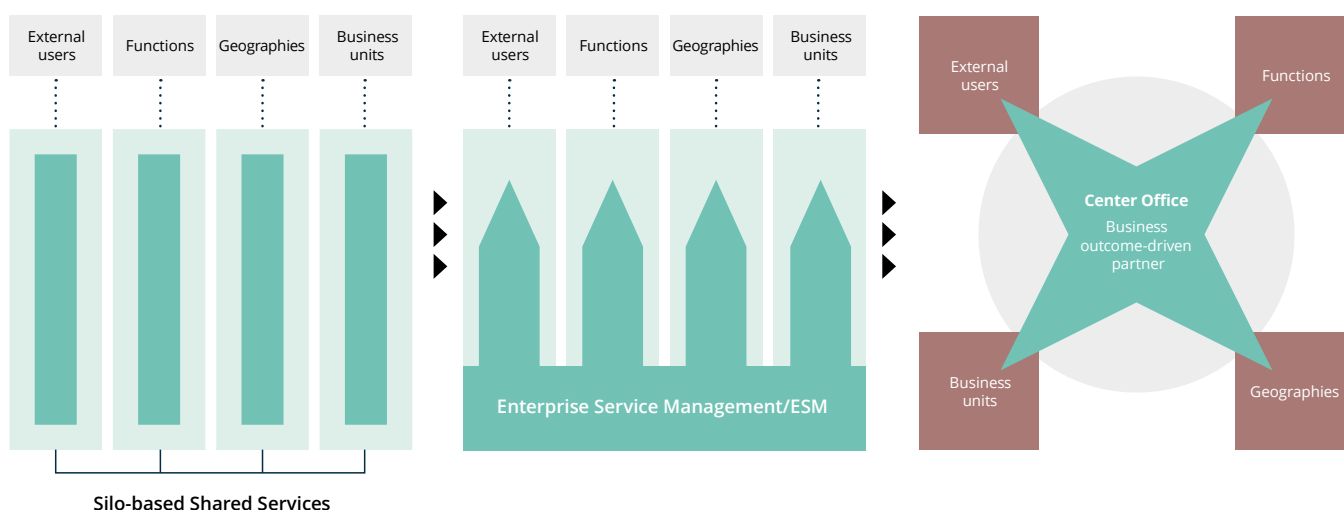 External
users
Functions
Geographies
Business
units
External
users
Functions
Geographies
Business
units
External
users
Functions
Center Office
Business
outcome-driven
partner
Enterprise Service Management/ESM
Business
units
Geographies
Silo-based Shared Services